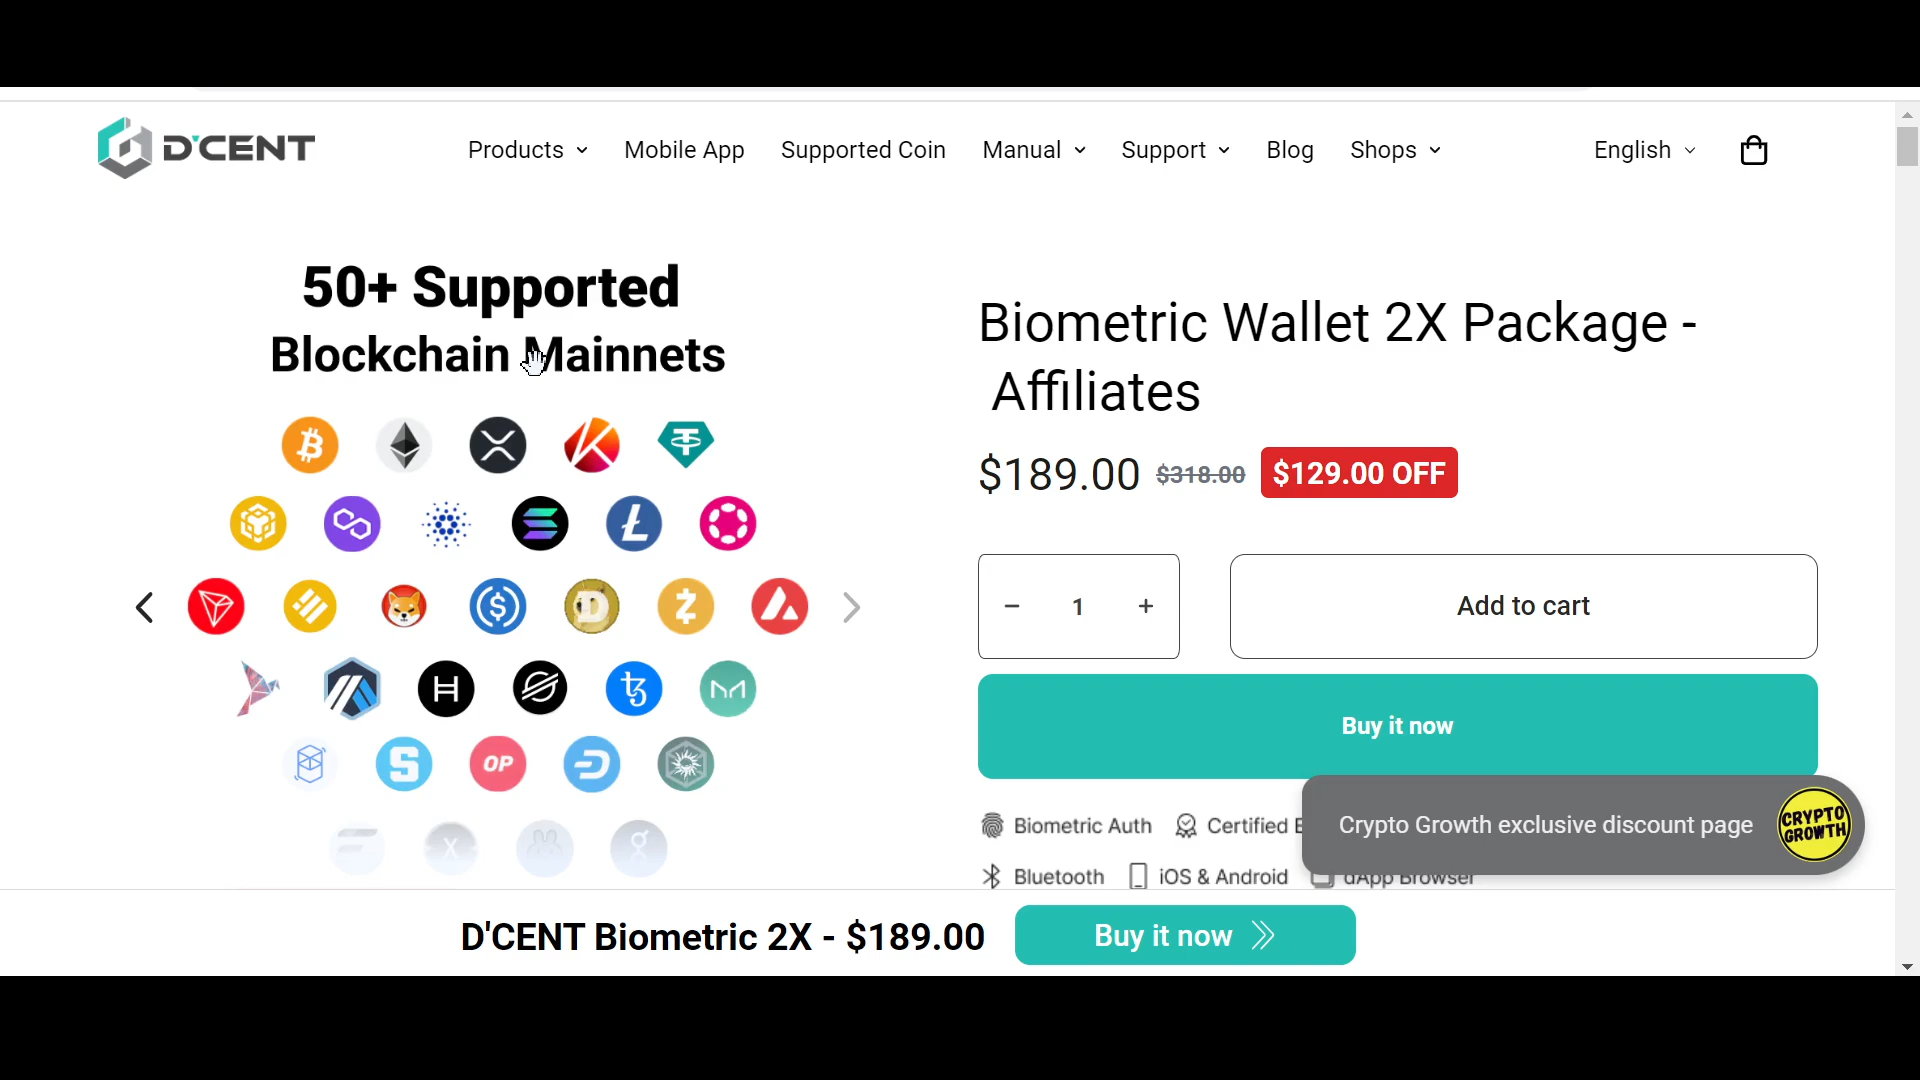 D'CENT
Products
Mobile App
Supported Coin
Manual
Support
Blog
Shops
English
50+ Supported
Blockchain Mainnets
OP
Biometric Wallet 2X Package -
Affiliates
$189.00 $318.00 $129.00 OFF
− 1 +
Add to cart
Buy it now
Biometric Auth
Certified
Crypto Growth exclusive discount page
CRYPTO
GROWTH
Bluetooth
iOS & Android
dApp Browser
D'CENT Biometric 2X - $189.00
Buy it now